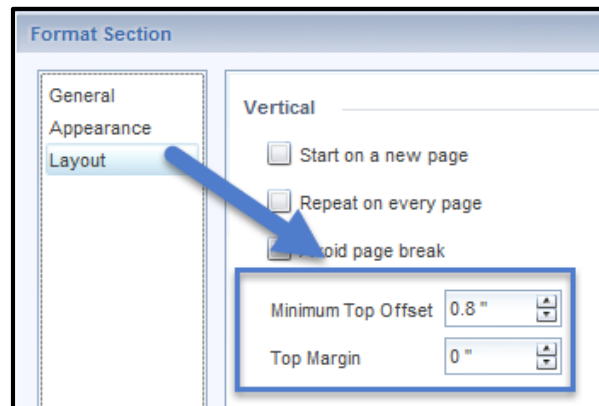 Format Section
General
Appearance
Layout
Vertical
Start on a new page
Repeat on every page
Avoid page break
Minimum Top Offset 0.8 "
Top Margin 0 "